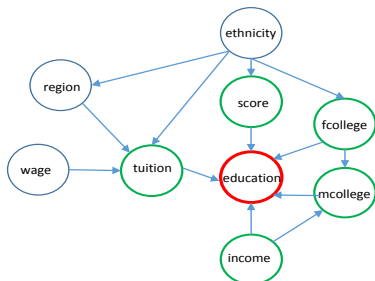 ethnicity
region
score
fcollege
wage
tuition
education
mcollege
income